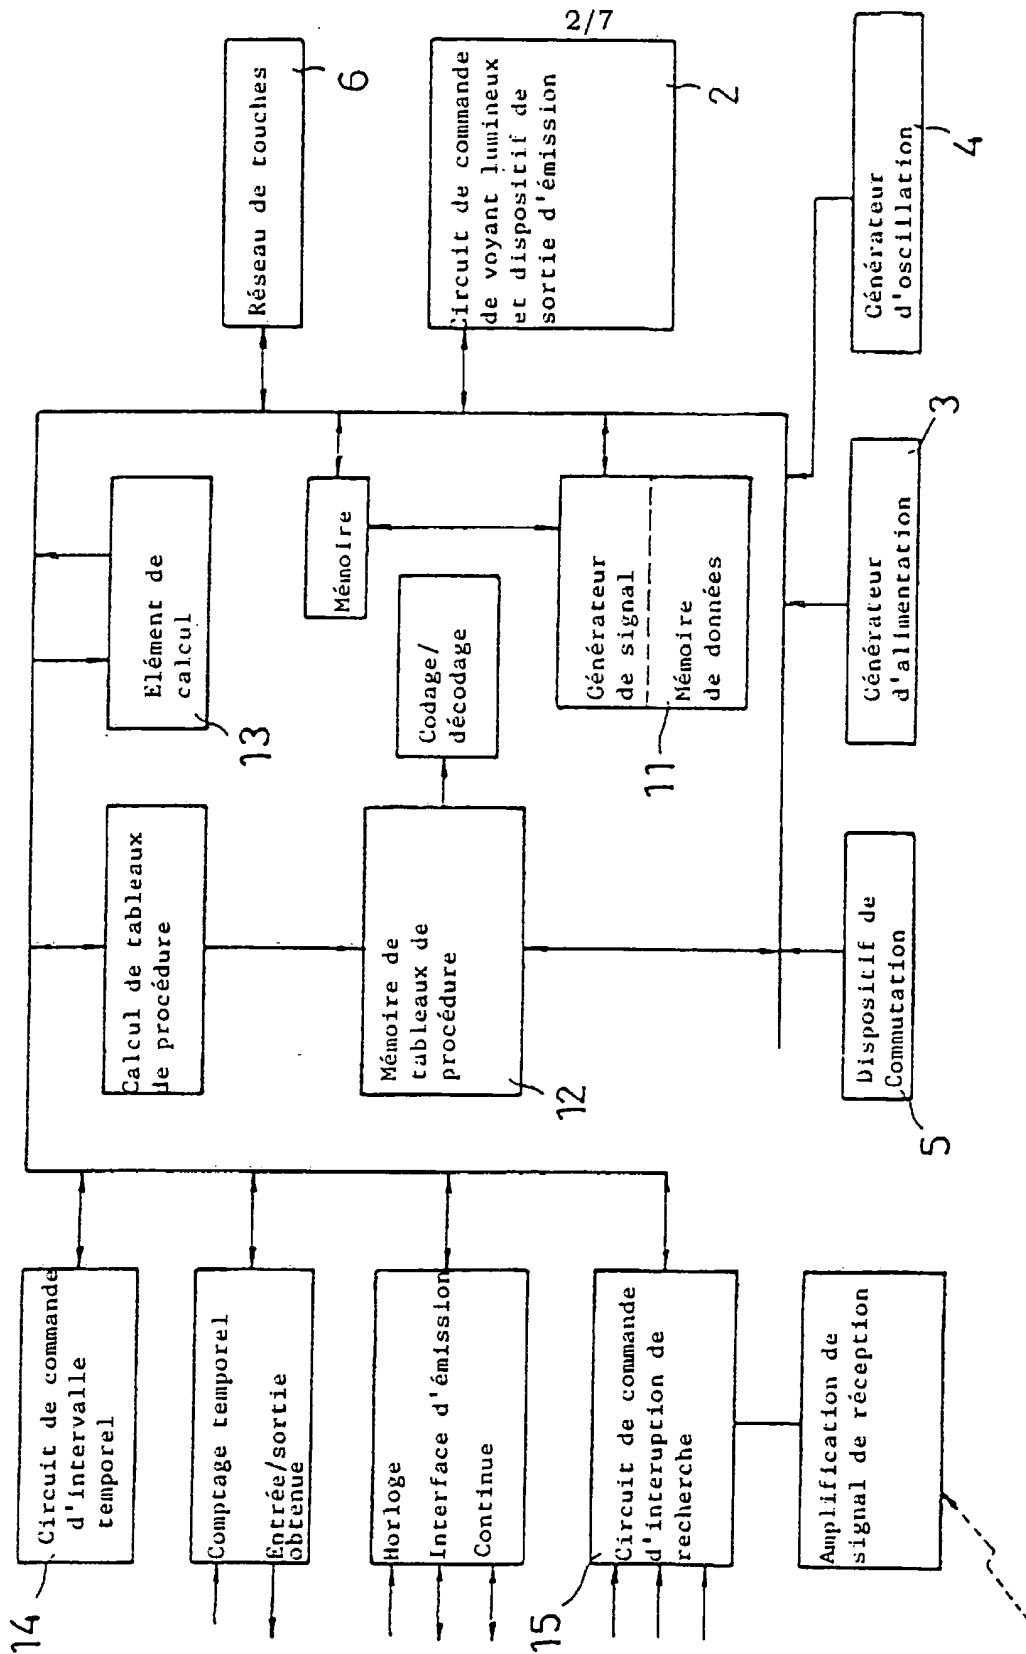 2/7
14
Circuit de commande
d'intervalle
temporel
Comptage temporel
Entrée/sortie
obtenue
Horloge
Interface d'émission
Continue
15
Circuit de commande
d'interuption de
recherche
Amplification de
signal de réception
Calcul de tableaux
de procédure
Mémoire de
tableaux de
procédure
12
Codage/
décodage
13
Elément de
calcul
Mémoire
Générateur
de signal
Mémoire
de données
11
Réseau de touches
6
Circuit de commande
de voyant lumineux
et dispositif de
sortie d'émission
2
Dispositif de
Commutation
5
Générateur
d'alimentation
3
Générateur
d'oscillation
4